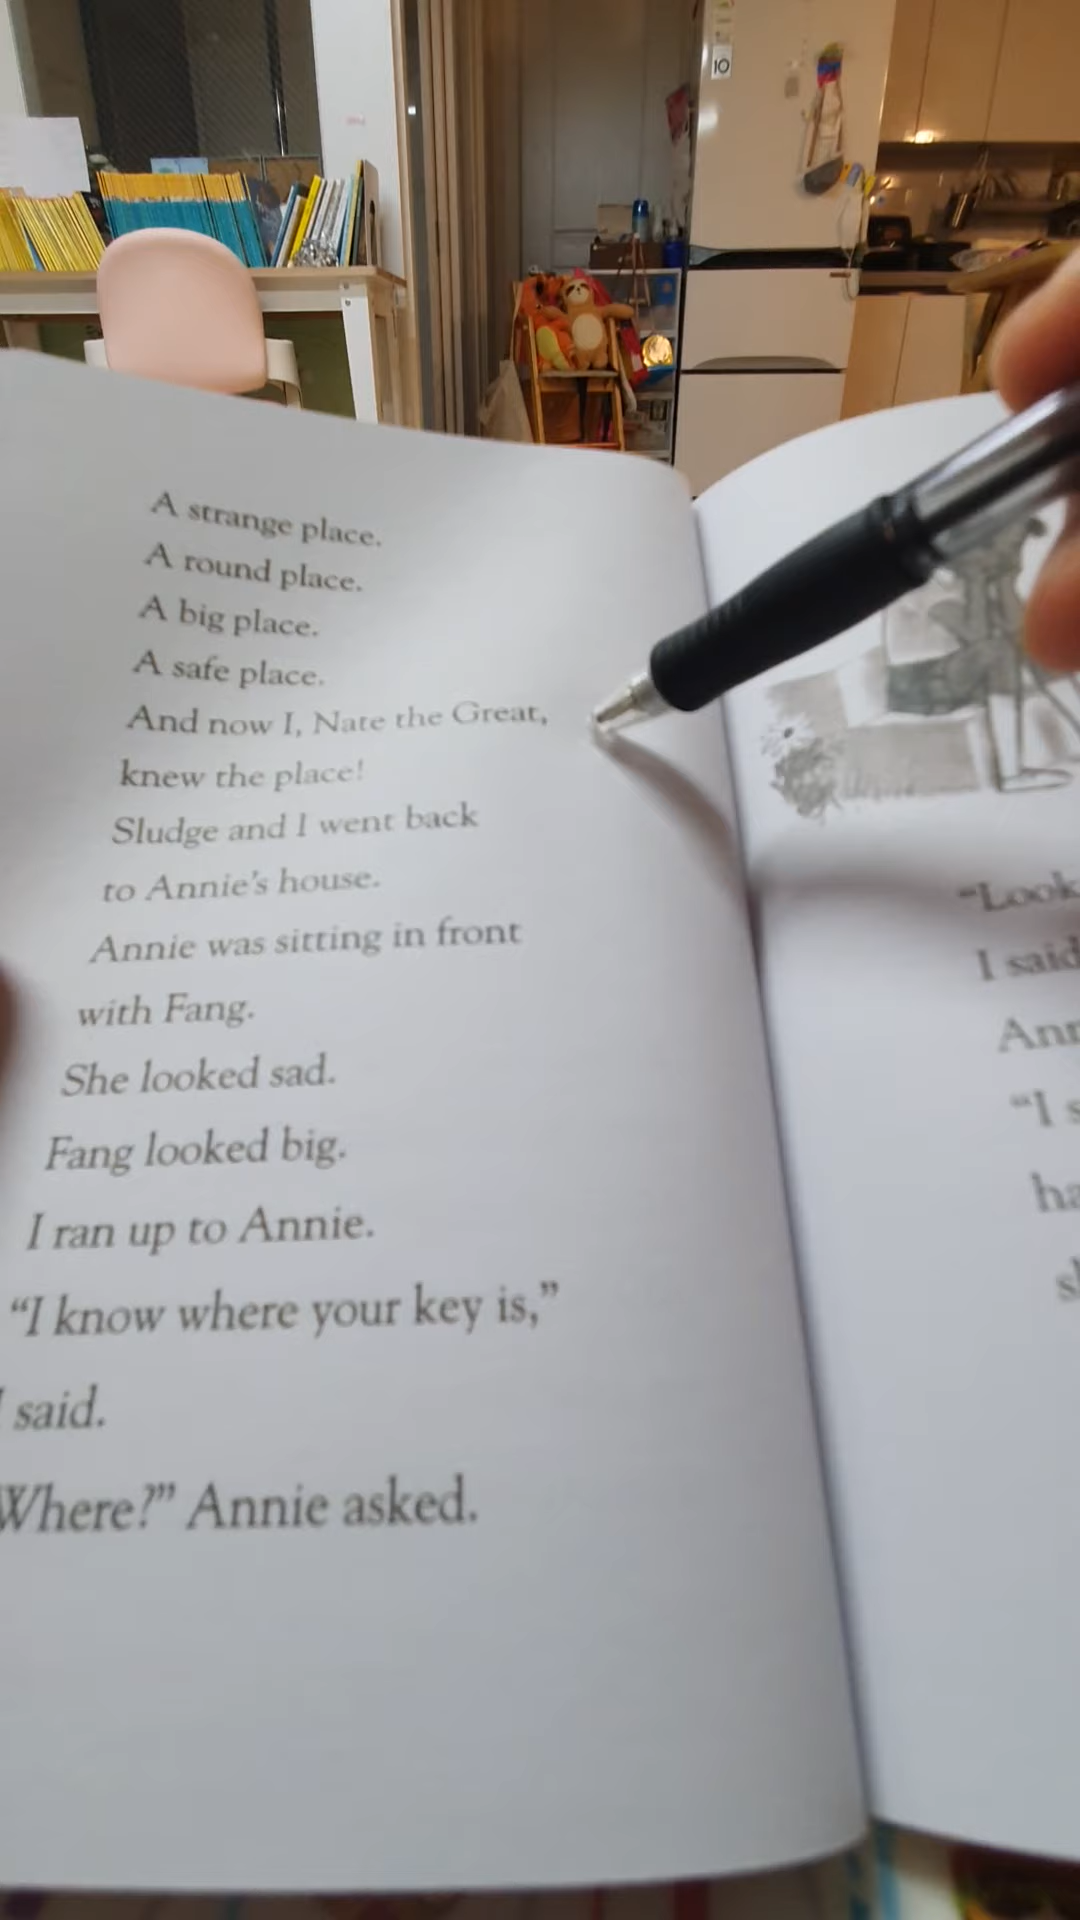 A strange place.
A round place.
A big place.
A safe place.
And now I, Nate the Great,
knew the place!
Sludge and I went back
to Annie's house.
Annie was sitting in front
with Fang.
She looked sad.
Fang looked big.
I ran up to Annie.
“I know where your key is,”
I said.
Where?” Annie asked.
“Look
I said
“I
10